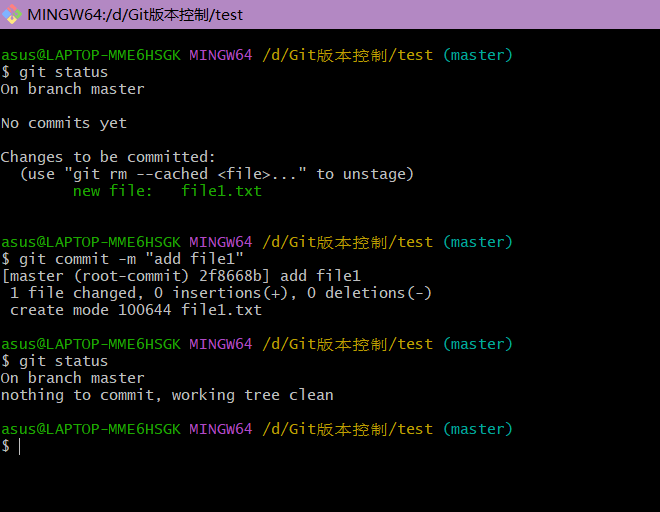 MINGW64:/d/Git版本控制/test
asus@LAPTOP-MME6HSGK MINGW64 /d/Git版本控制/test (master)
$ git status
On branch master
No commits yet
Changes to be committed:
  (use "git rm --cached <file>..." to unstage)
        new file:   file1.txt
asus@LAPTOP-MME6HSGK MINGW64 /d/Git版本控制/test (master)
$ git commit -m "add file1"
[master (root-commit) 2f8668b] add file1
 1 file changed, 0 insertions(+), 0 deletions(-)
 create mode 100644 file1.txt
asus@LAPTOP-MME6HSGK MINGW64 /d/Git版本控制/test (master)
$ git status
On branch master
nothing to commit, working tree clean
asus@LAPTOP-MME6HSGK MINGW64 /d/Git版本控制/test (master)
$